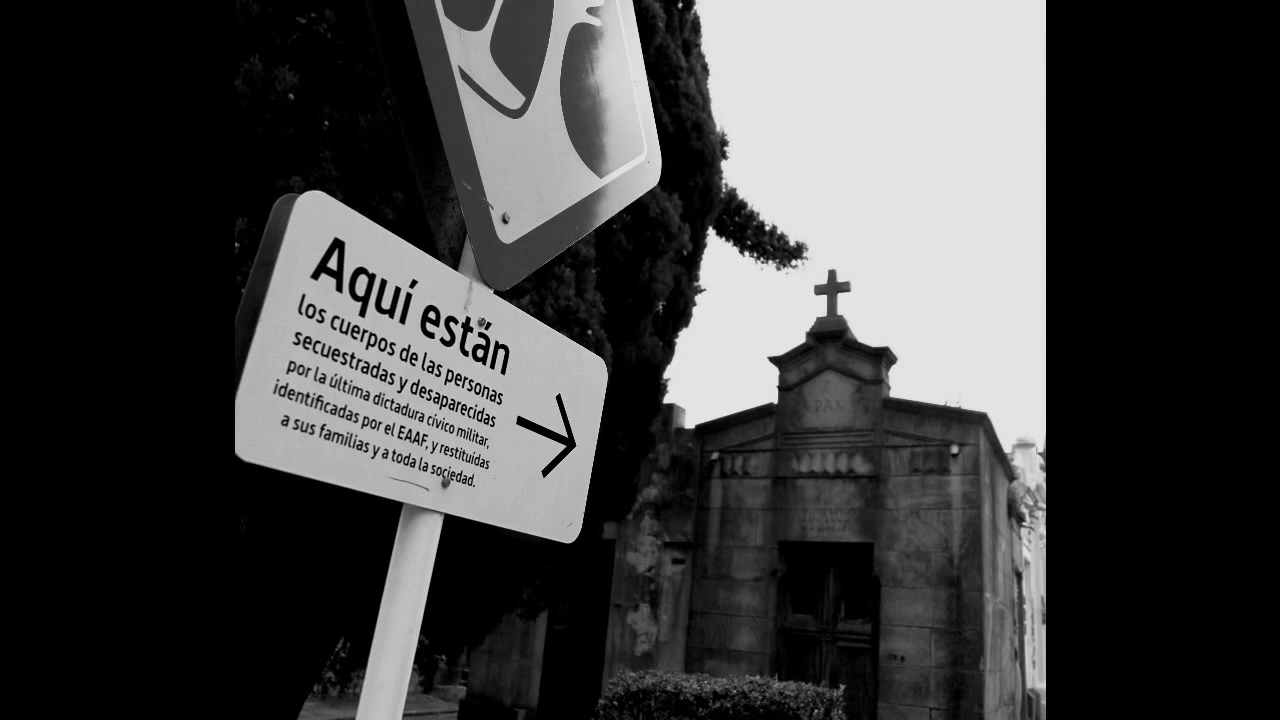 Aquí están
los cuerpos de las personas
secuestradas y desaparecidas
por la última dictadura cívico militar,
identificadas por el EAAF, y restituidas
a sus familias y a toda la sociedad.
PAX